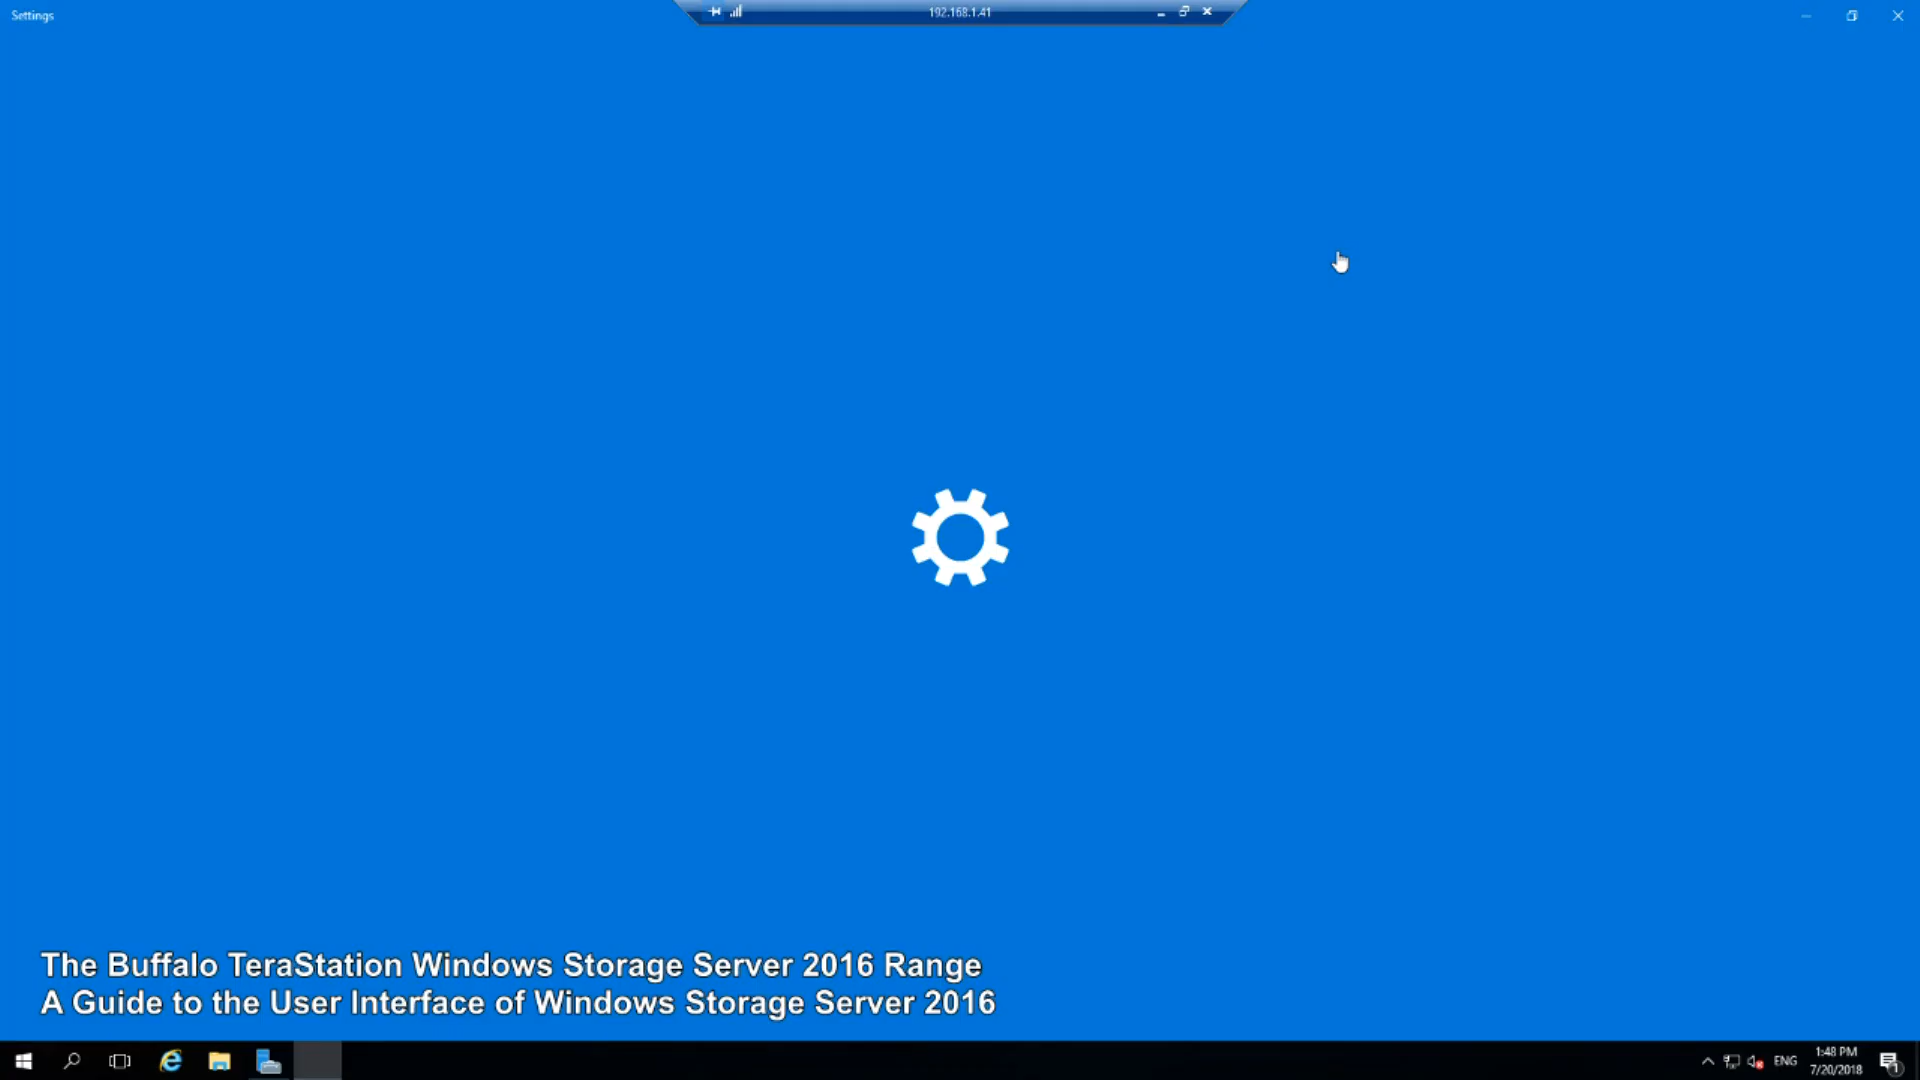 Settings
192.168.1.41
The Buffalo TeraStation Windows Storage Server 2016 Range
A Guide to the User Interface of Windows Storage Server 2016
ENG
1:48 PM
7/20/2018
1